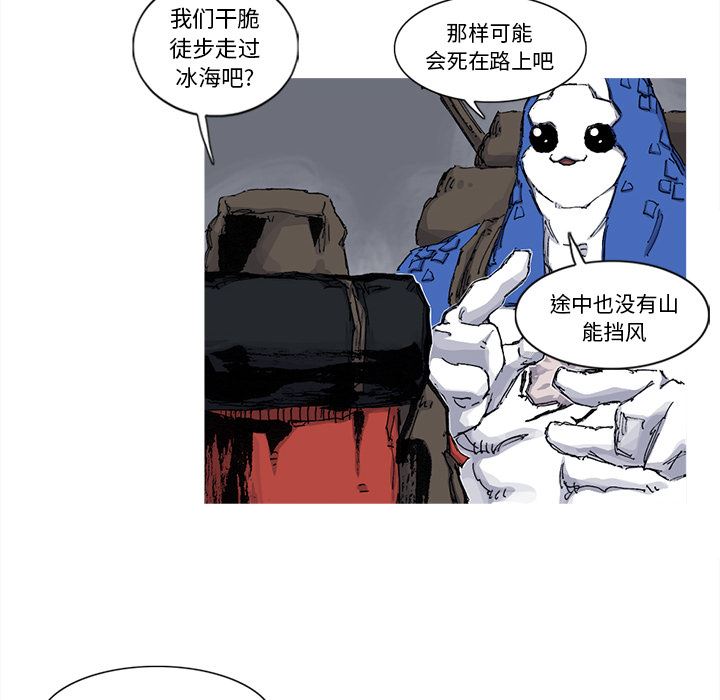 我们干脆
徒步走过
冰海吧?
那样可能
会死在路上吧
途中也没有山
能挡风